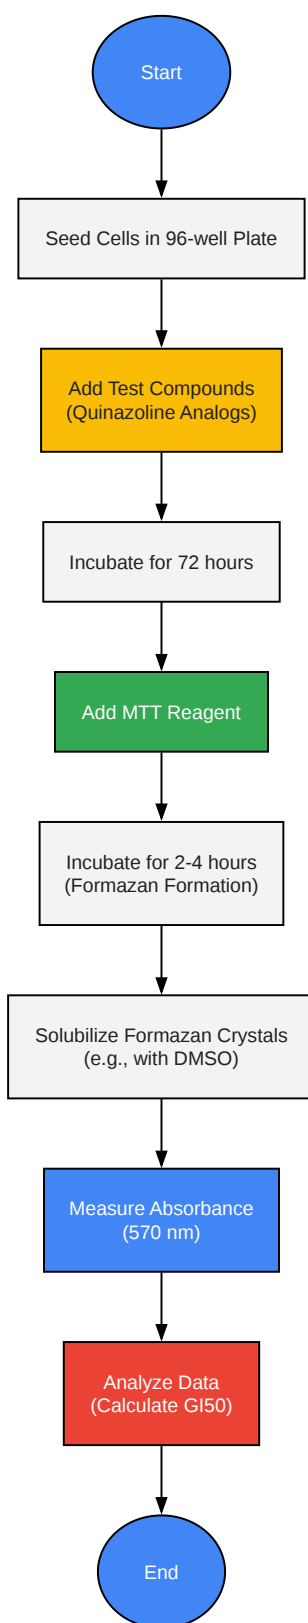 Start
Seed Cells in 96-well Plate
Add Test Compounds
(Quinazoline Analogs)
Incubate for 72 hours
Add MTT Reagent
Incubate for 2-4 hours
(Formazan Formation)
Solubilize Formazan Crystals
(e.g., with DMSO)
Measure Absorbance
(570 nm)
Analyze Data
(Calculate GI50)
End